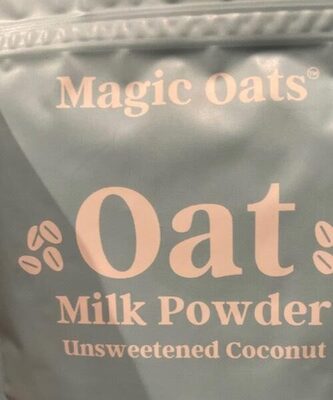 Magic Oats™
Oat
Milk Powder
Unsweetened Coconut